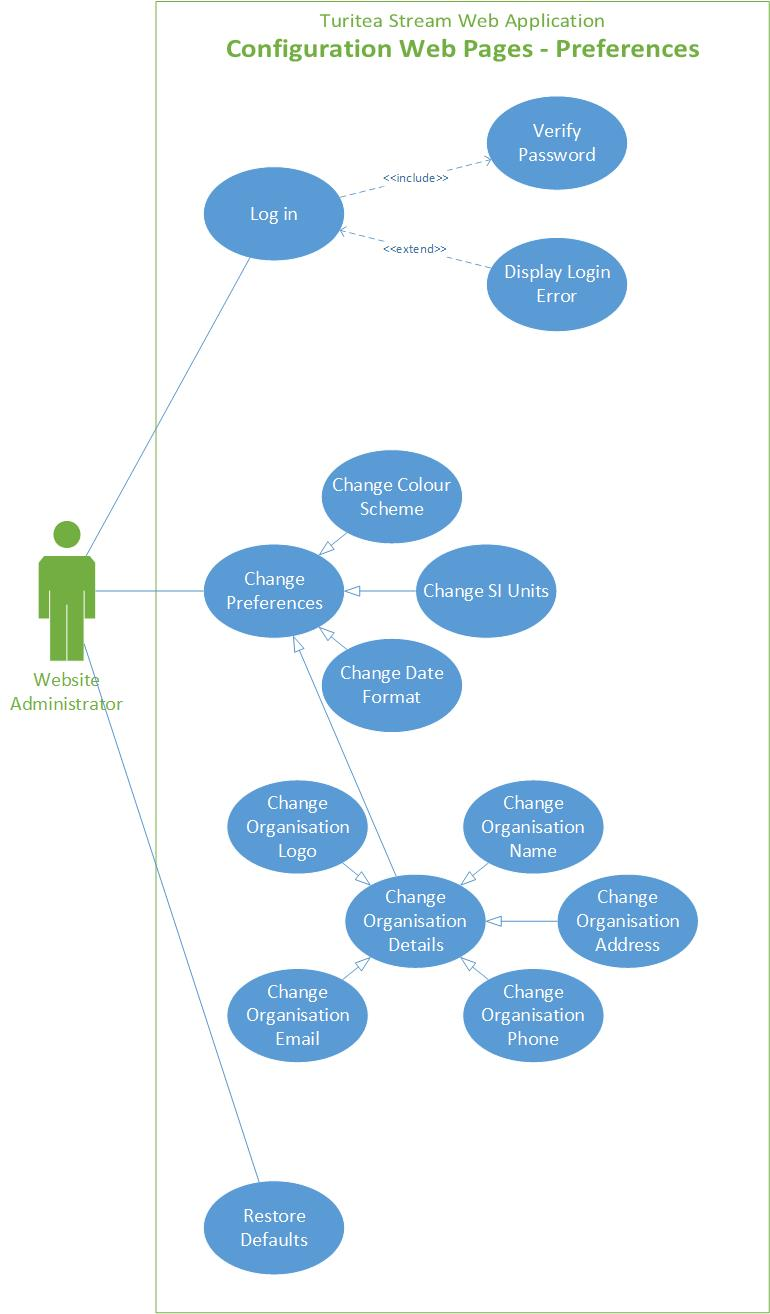 Turitea Stream Web Application
Configuration Web Pages - Preferences
Verify
Password
Log in
<<include>>
<<extend>>
Display Login
Error
Change Colour
Scheme
Change
Preferences
Change SI Units
Change Date
Format
Website
Administrator
Change
Organisation
Logo
Change
Organisation
Name
Change
Organisation
Details
Change
Organisation
Address
Change
Organisation
Email
Change
Organisation
Phone
Restore
Defaults